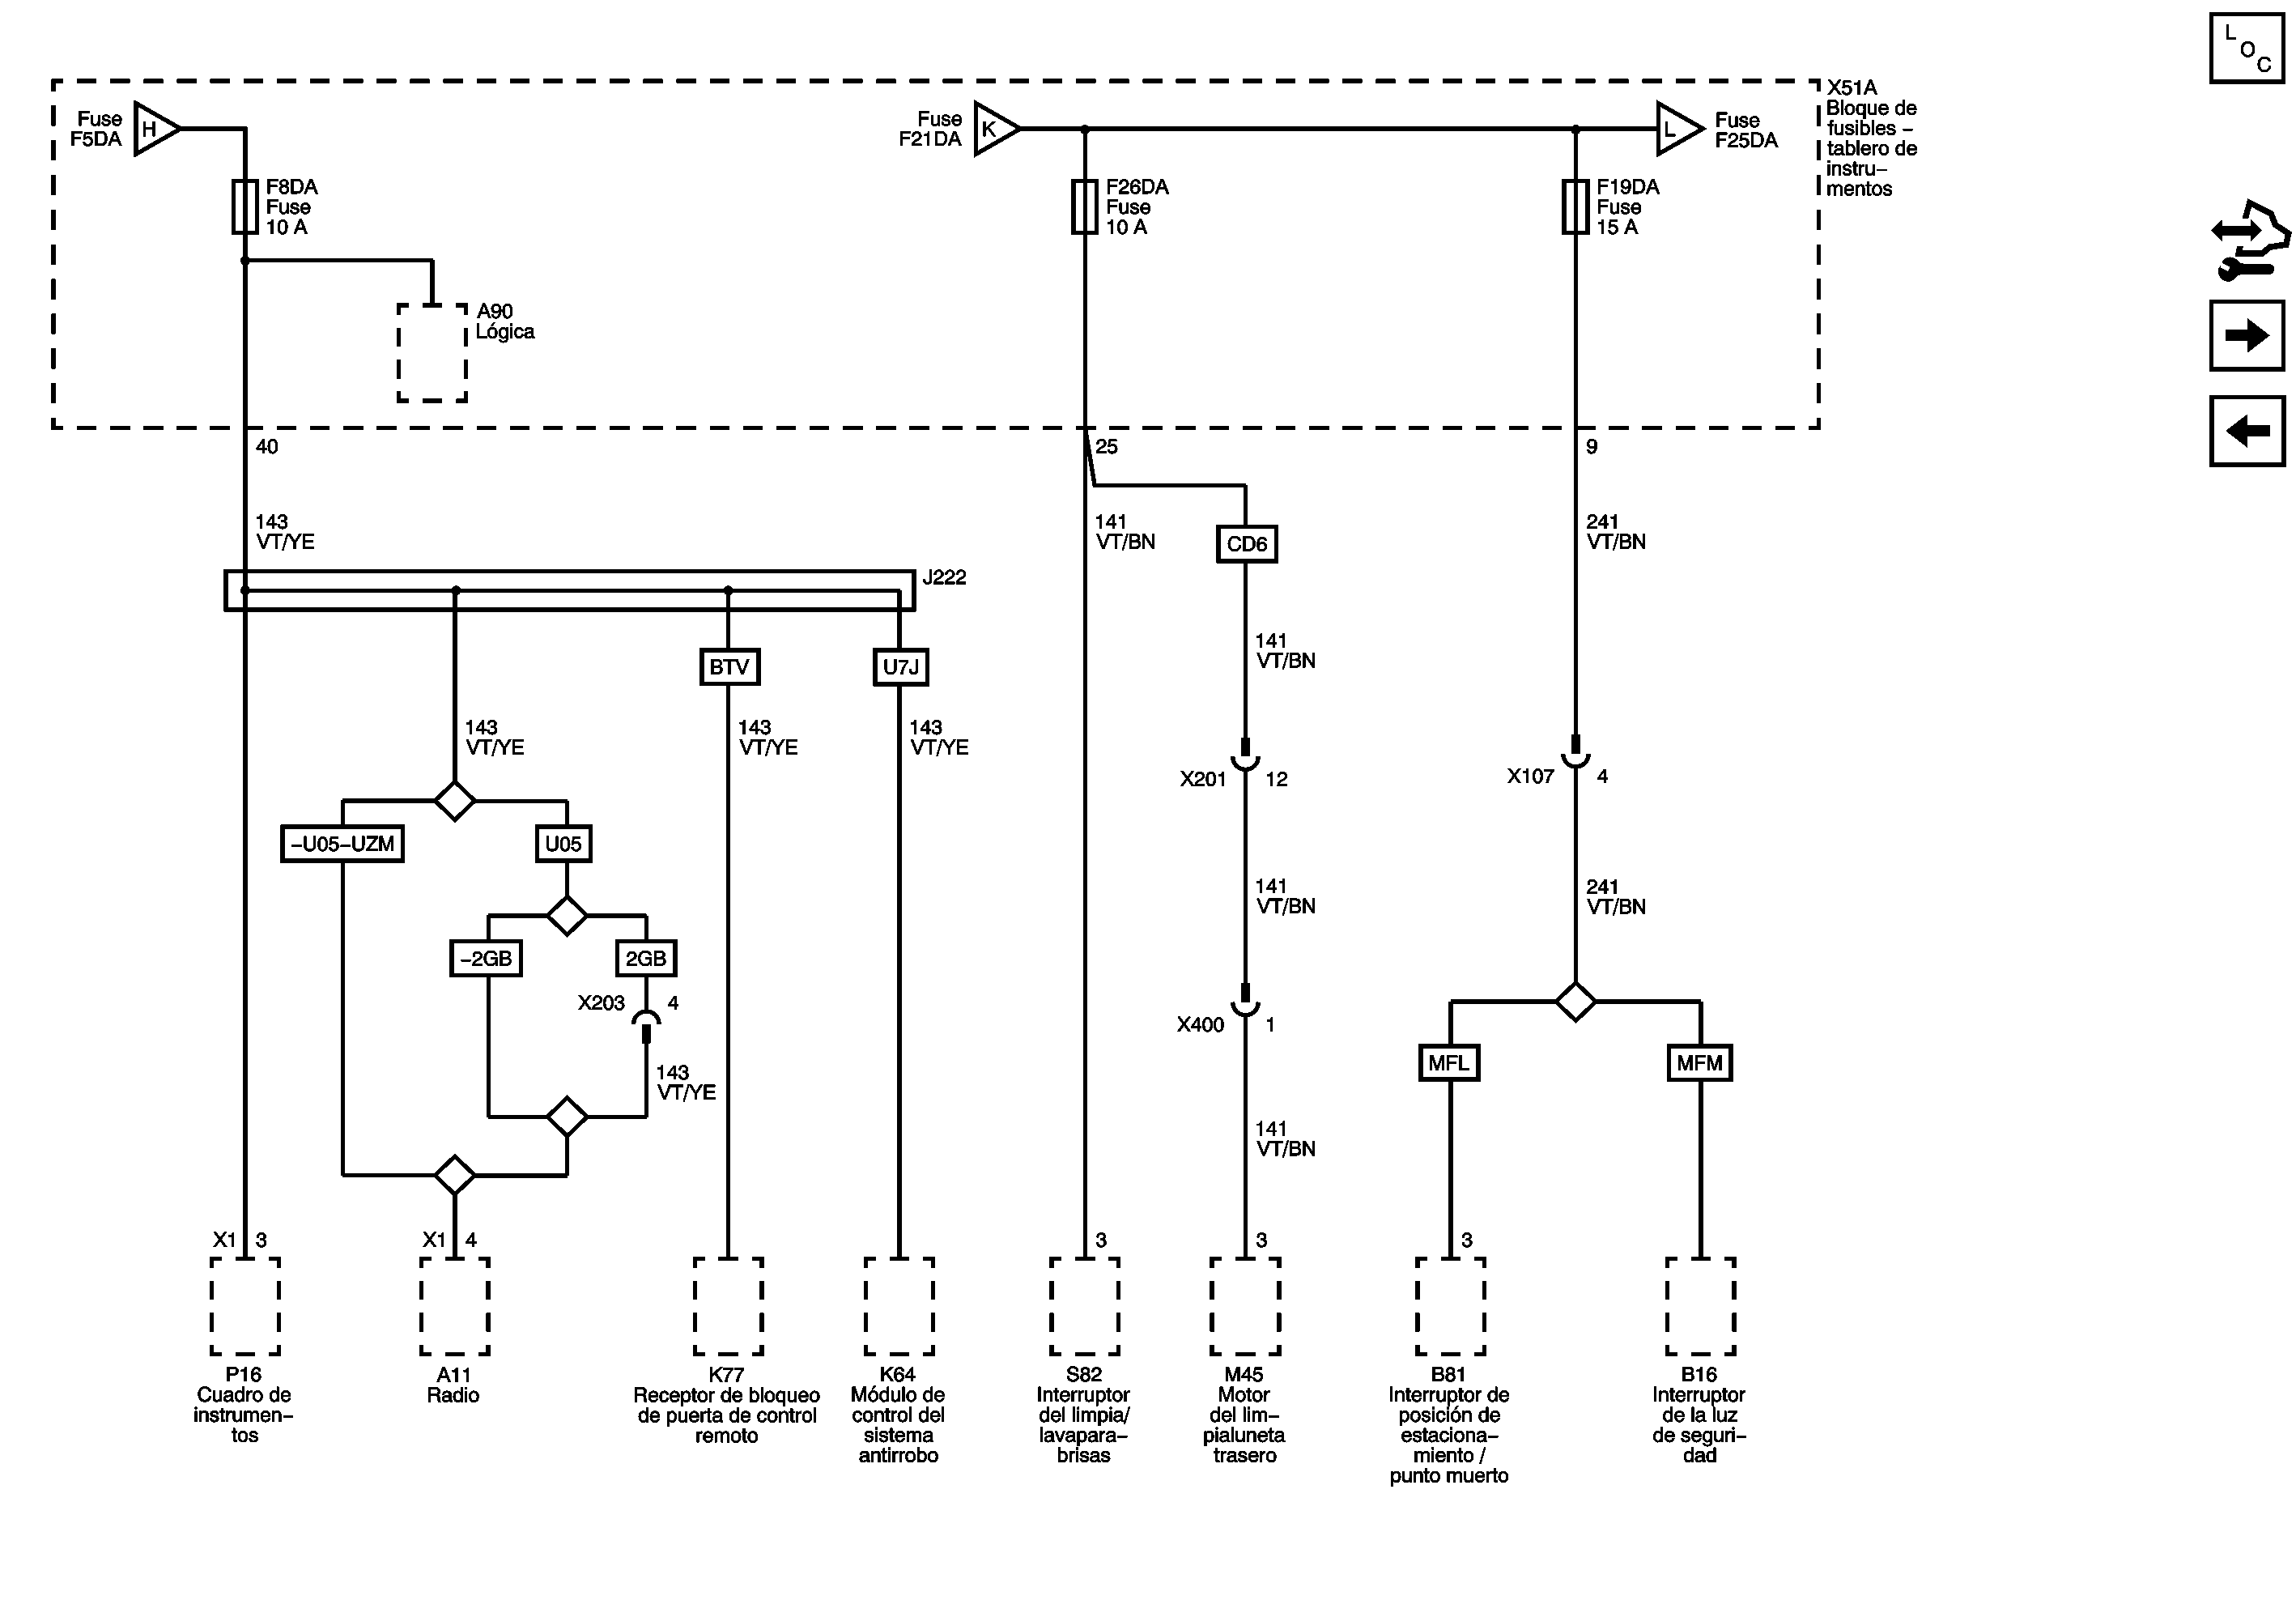 L
O
C
X51A
Bloque de
fusibles –
tablero de
instru–
mentos
Fuse
F5DA
H
Fuse
F21DA
K
L
Fuse
F25DA
F8DA
Fuse
10 A
F26DA
Fuse
10 A
F19DA
Fuse
15 A
A90
Lógica
40
25
9
143
VT/YE
141
VT/BN
CD6
241
VT/BN
J222
BTV
U7J
141
VT/BN
143
VT/YE
143
VT/YE
143
VT/YE
X201
12
X107
4
–U05–UZM
U05
141
VT/BN
241
VT/BN
–2GB
2GB
X203
4
X400
1
MFL
MFM
143
VT/YE
141
VT/BN
X1
3
X1
4
3
3
3
P16
Cuadro de
instrumen–
tos
A11
Radio
K77
Receptor de bloqueo
de puerta de control
remoto
K64
Módulo de
control del
sistema
antirrobo
S82
Interruptor
del limpia/
lavapara–
brisas
M45
Motor
del lim–
pialuneta
trasero
B81
Interruptor de
posición de
estaciona–
miento /
punto muerto
B16
Interruptor
de la luz
de seguri–
dad